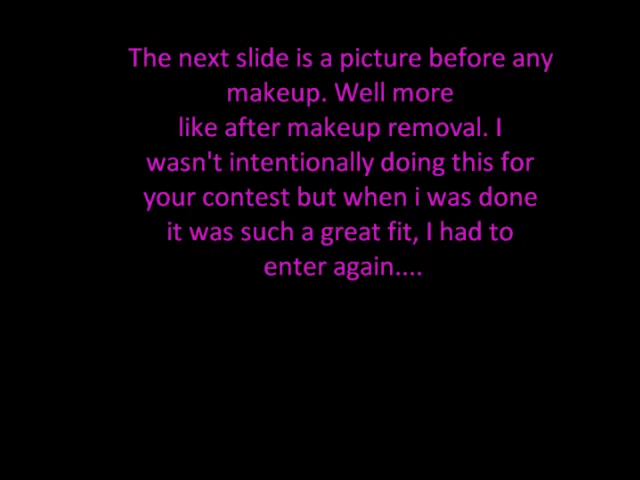 The next slide is a picture before any
makeup. Well more
like after makeup removal. I
wasn't intentionally doing this for
your contest but when i was done
it was such a great fit, I had to
enter again....